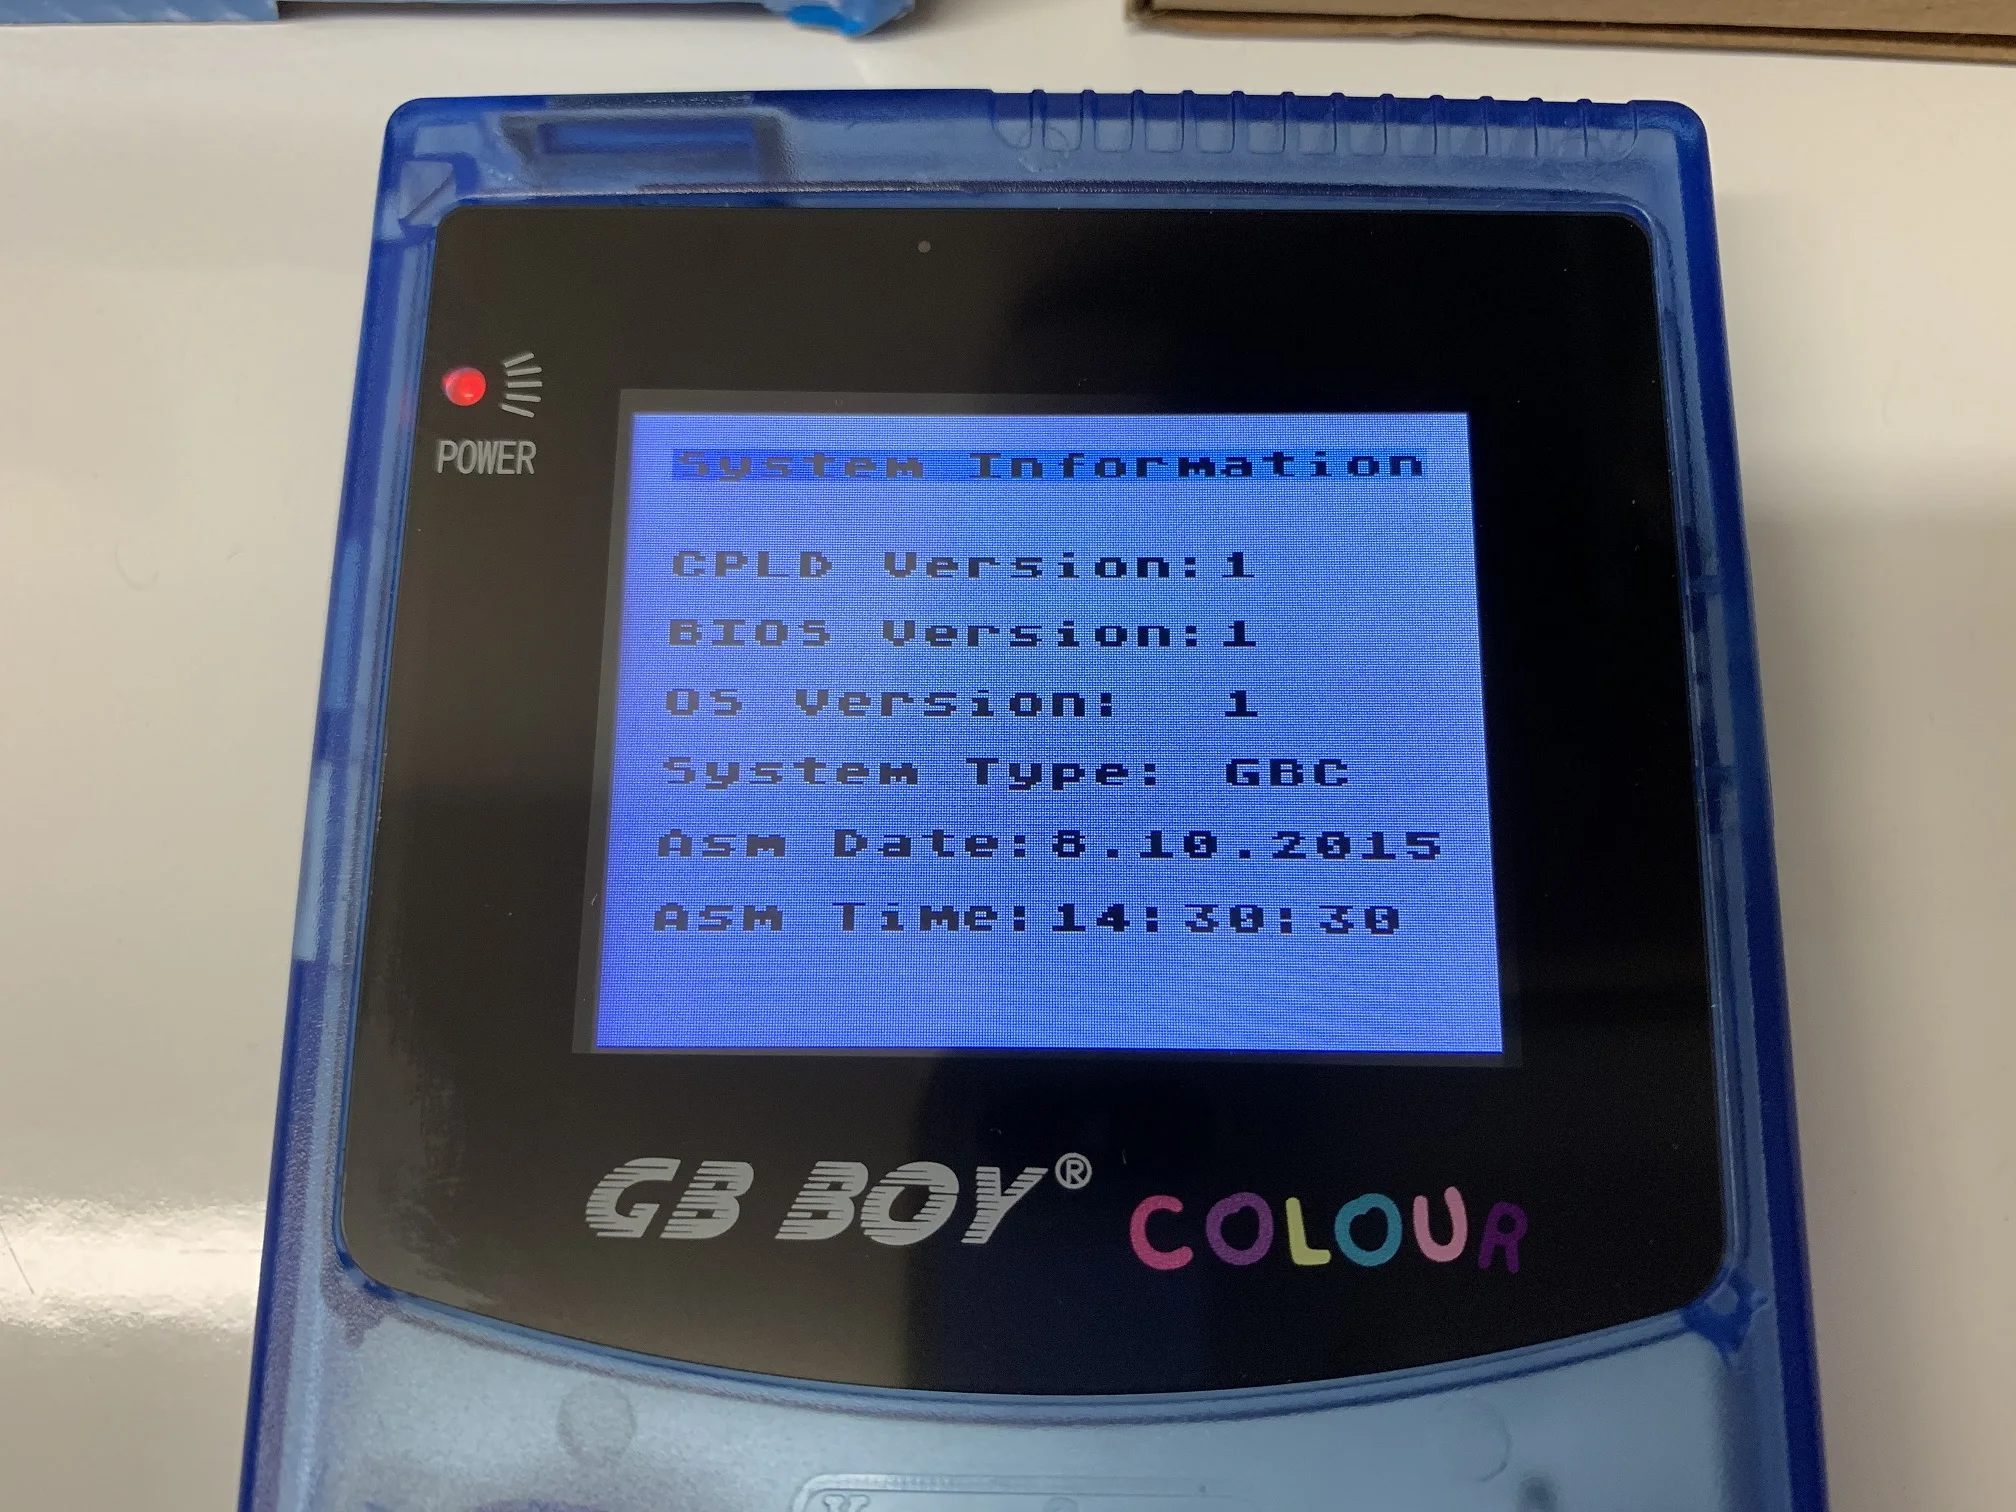 POWER
System Information
CPLD Version:1
BIOS Version:1
OS Version: 1
System Type: GBC
Asm Date:8.10.2015
Asm Time:14:30:30
GB BOY® COLOUR